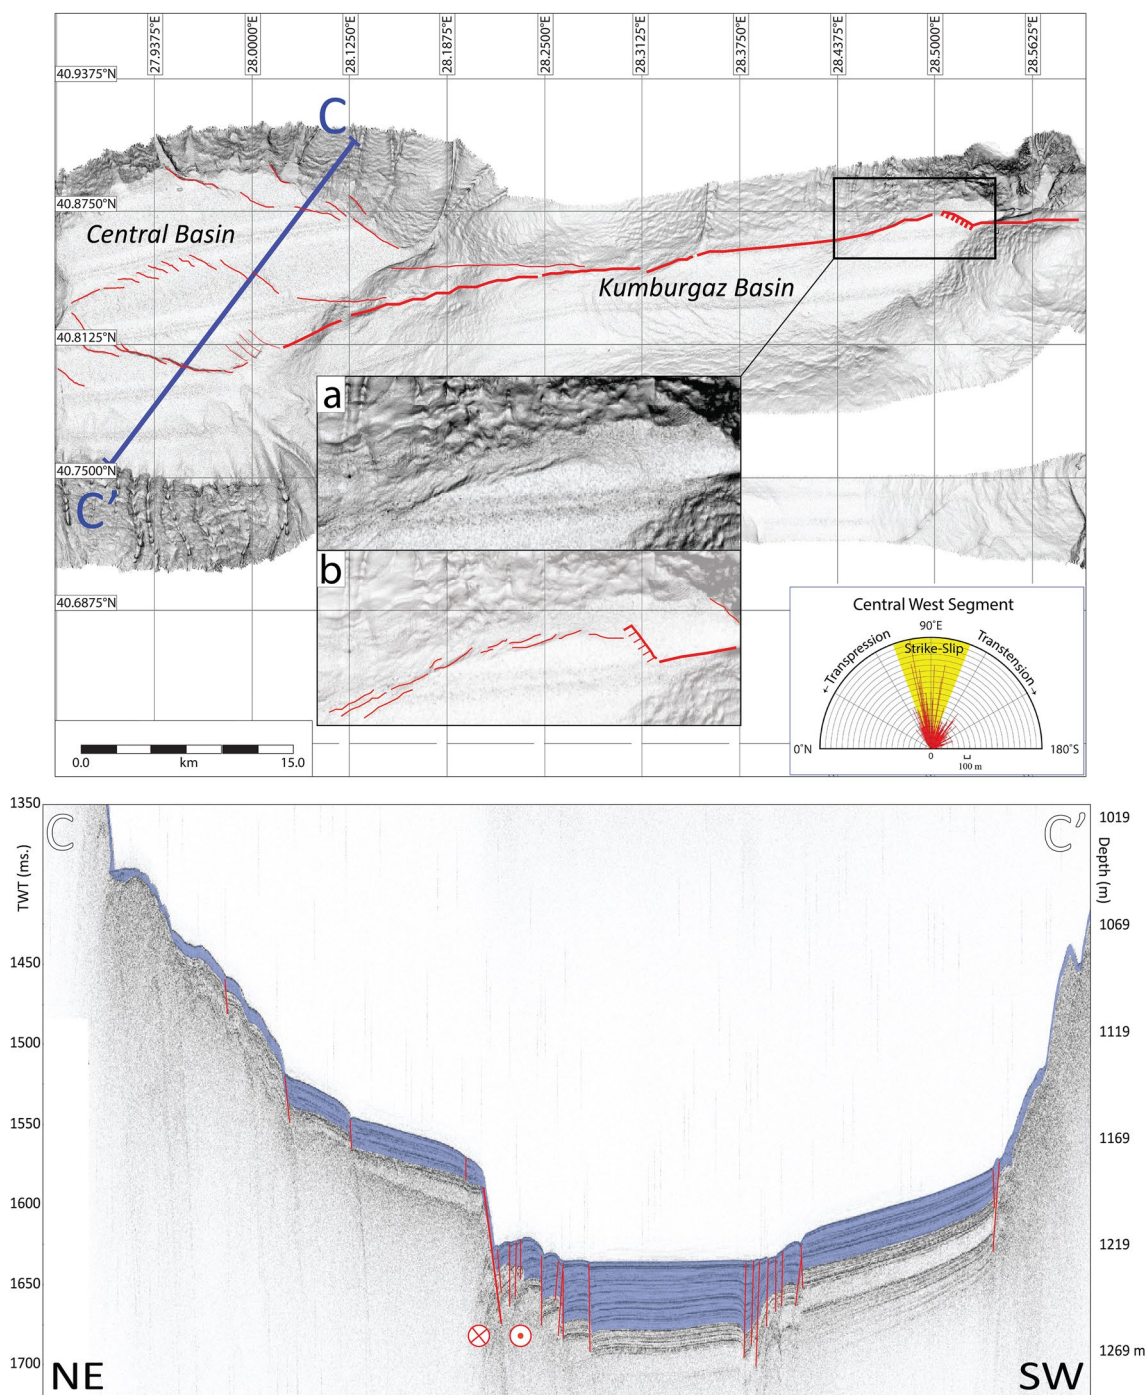 27.9375°E
28.0000°E
28.1250°E
28.1875°E
28.2500°E
28.3125°E
28.3750°E
28.4375°E
28.5000°E
28.5625°E
40.9375°N
C
40.8750°N
Central Basin
Kumburgaz Basin
40.8125°N
a
40.7500°N
C'
b
40.6875°N
Central West Segment
90°E
Strike-Slip
← Transpression
Transtension →
0°N
180°S
0
100 m
0.0
km
15.0
1350
C
C'
1019
TWT (ms.)
Depth (m)
1400
1069
1450
1119
1500
1550
1169
1600
1219
1650
1269 m
1700
NE
SW